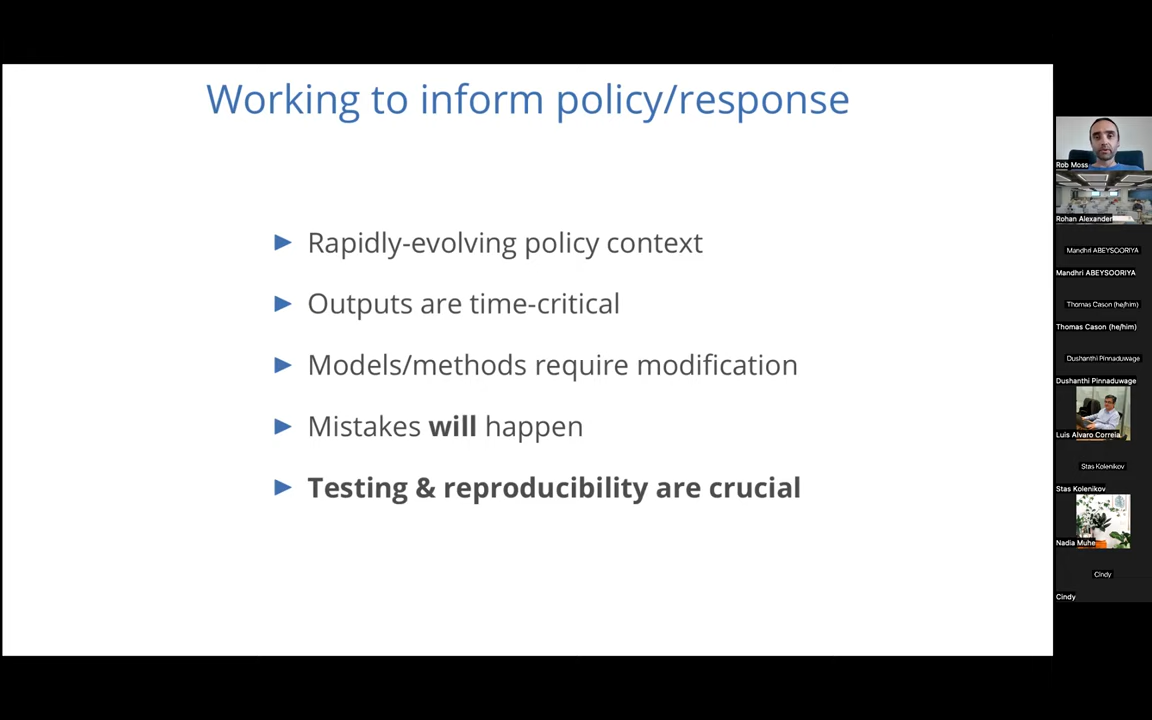 Working to inform policy/response
Rapidly-evolving policy context
Outputs are time-critical
Models/methods require modification
Mistakes will happen
Testing & reproducibility are crucial
Rob Moss
Rohan Alexander
Mandhri ABEYSOORIYA
Mandhri ABEYSOORIYA
Thomas Cason (he/him)
Thomas Cason (he/him)
Dushanthi Pinnaduwage
Dushanthi Pinnaduwage
Luis Alvaro Correia
Stas Kolenikov
Stas Kolenikov
Nadia Muhe
Cindy
Cindy